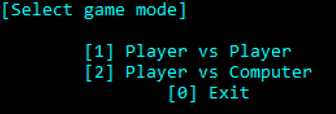 [Select game mode]
[1] Player vs Player
[2] Player vs Computer
[0] Exit